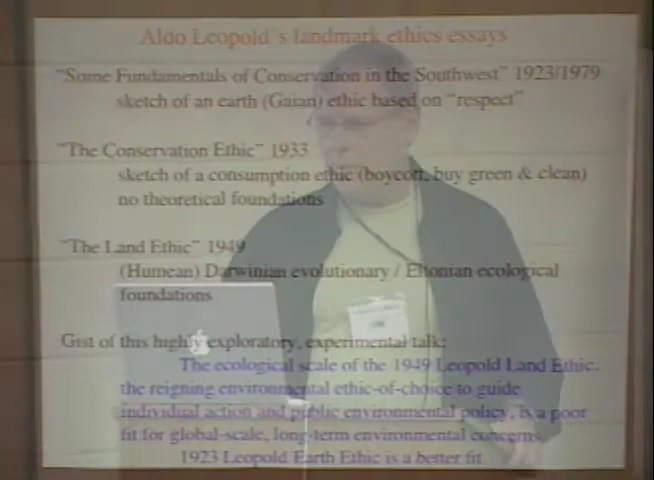 Aldo Leopold's landmark ethics essays
"Some Fundamentals of Conservation in the Southwest" 1923/1979
sketch of an earth (Gaian) ethic based on "respect"
"The Conservation Ethic" 1933
sketch of a consumption ethic (boycott, buy green & clean)
no theoretical foundations
"The Land Ethic" 1949
(Humean) Darwinian evolutionary / Eltonian ecological
foundations
Gist of this highly exploratory, experimental talk:
The ecological scale of the 1949 Leopold Land Ethic,
the reigning environmental ethic-of-choice to guide
individual action and public environmental policy, is a poor
fit for global-scale, long-term environmental concerns.
1923 Leopold Earth Ethic is a better fit